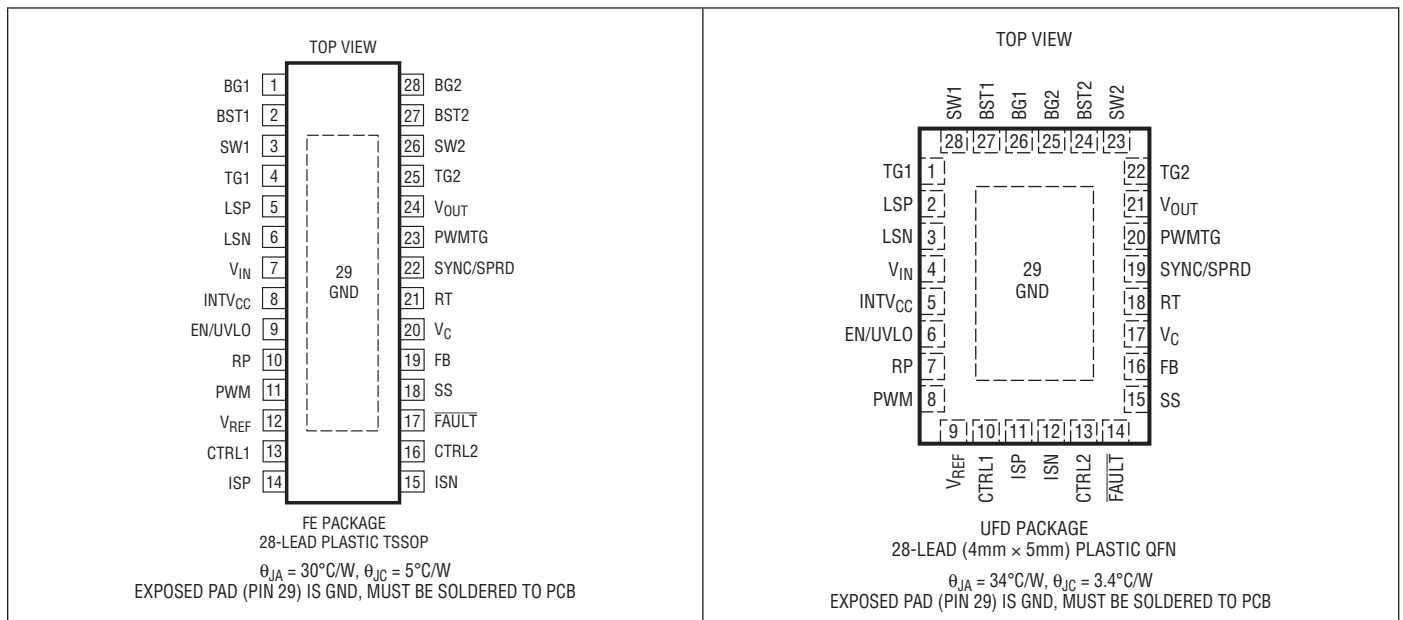 TOP VIEW
BG1 1 28 BG2
BST1 2 27 BST2
SW1 3 26 SW2
TG1 4 25 TG2
LSP 5 24 VOUT
LSN 6 23 PWMTG
VIN 7 22 SYNC/SPRD
INTVCC 8 21 RT
EN/UVLO 9 20 VC
RP 10 19 FB
PWM 11 18 SS
VREF 12 17 FAULT
CTRL1 13 16 CTRL2
ISP 14 15 ISN
29
GND
FE PACKAGE
28-LEAD PLASTIC TSSOP
θJA = 30°C/W, θJC = 5°C/W
EXPOSED PAD (PIN 29) IS GND, MUST BE SOLDERED TO PCB
TOP VIEW
SW1 BST1 BG1 BG2 BST2 SW2
28 27 26 25 24 23
TG1 1 22 TG2
LSP 2 21 VOUT
LSN 3 20 PWMTG
VIN 4 19 SYNC/SPRD
INTVCC 5 18 RT
EN/UVLO 6 17 VC
RP 7 16 FB
PWM 8 15 SS
29
GND
9 10 11 12 13 14
VREF CTRL1 ISP ISN CTRL2 FAULT
UFD PACKAGE
28-LEAD (4mm × 5mm) PLASTIC QFN
θJA = 34°C/W, θJC = 3.4°C/W
EXPOSED PAD (PIN 29) IS GND, MUST BE SOLDERED TO PCB